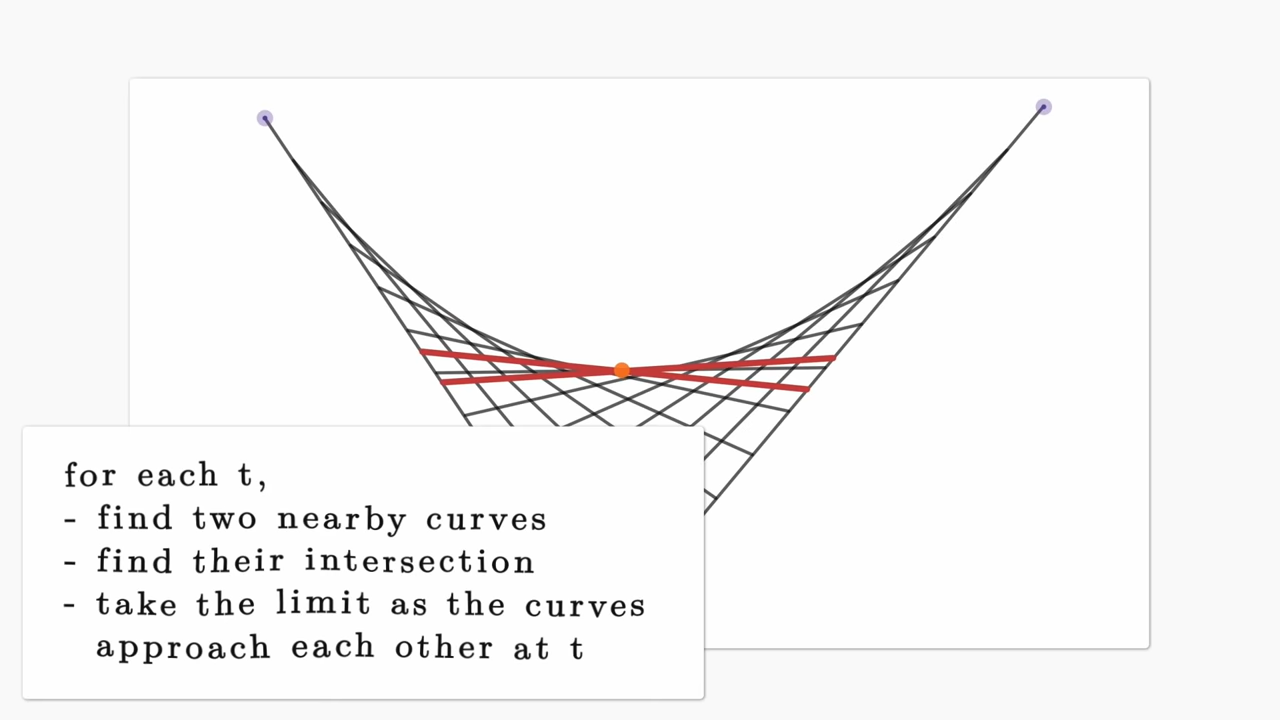 for each t,
- find two nearby curves
- find their intersection
- take the limit as the curves
approach each other at t